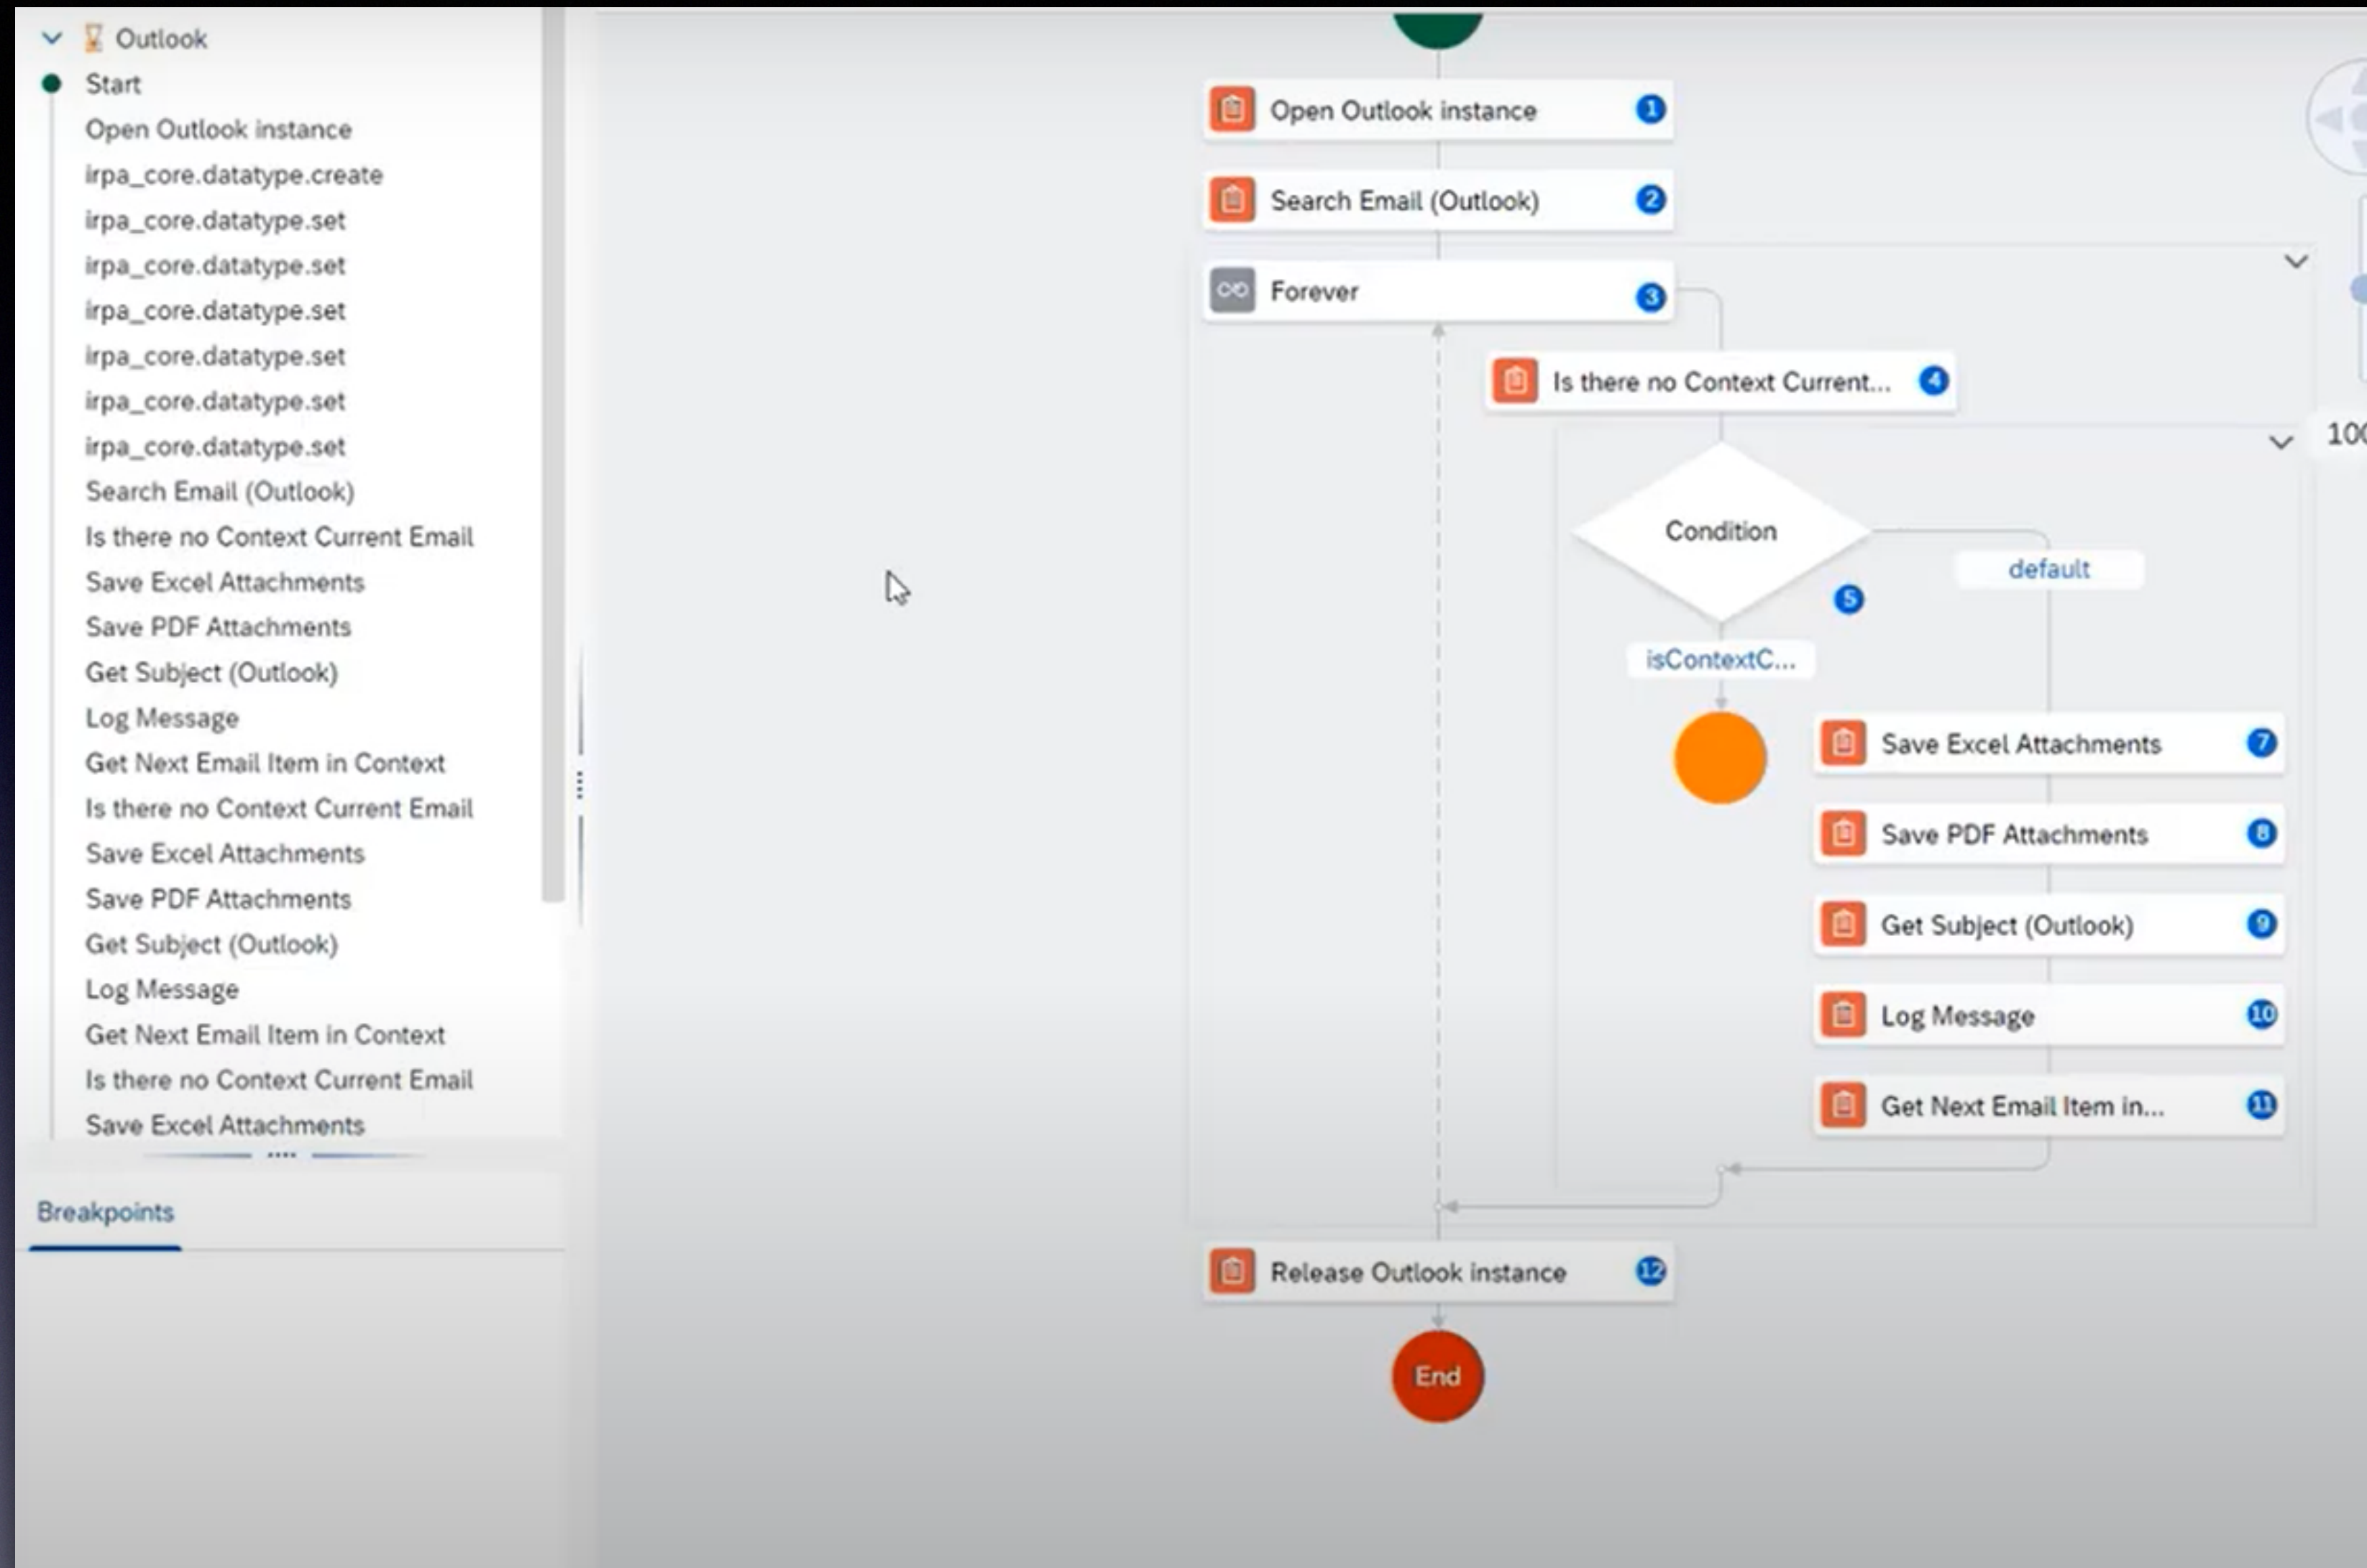 Outlook
Start
Open Outlook instance
irpa_core.datatype.create
irpa_core.datatype.set
irpa_core.datatype.set
irpa_core.datatype.set
irpa_core.datatype.set
irpa_core.datatype.set
irpa_core.datatype.set
Search Email (Outlook)
Is there no Context Current Email
Save Excel Attachments
Save PDF Attachments
Get Subject (Outlook)
Log Message
Get Next Email Item in Context
Is there no Context Current Email
Save Excel Attachments
Save PDF Attachments
Get Subject (Outlook)
Log Message
Get Next Email Item in Context
Is there no Context Current Email
Save Excel Attachments
Breakpoints
Open Outlook instance 1
Search Email (Outlook) 2
Forever 3
Is there no Context Current... 4
100
Condition
5
default
isContextC...
Save Excel Attachments 7
Save PDF Attachments 8
Get Subject (Outlook) 9
Log Message 10
Get Next Email Item in... 11
Release Outlook instance 12
End